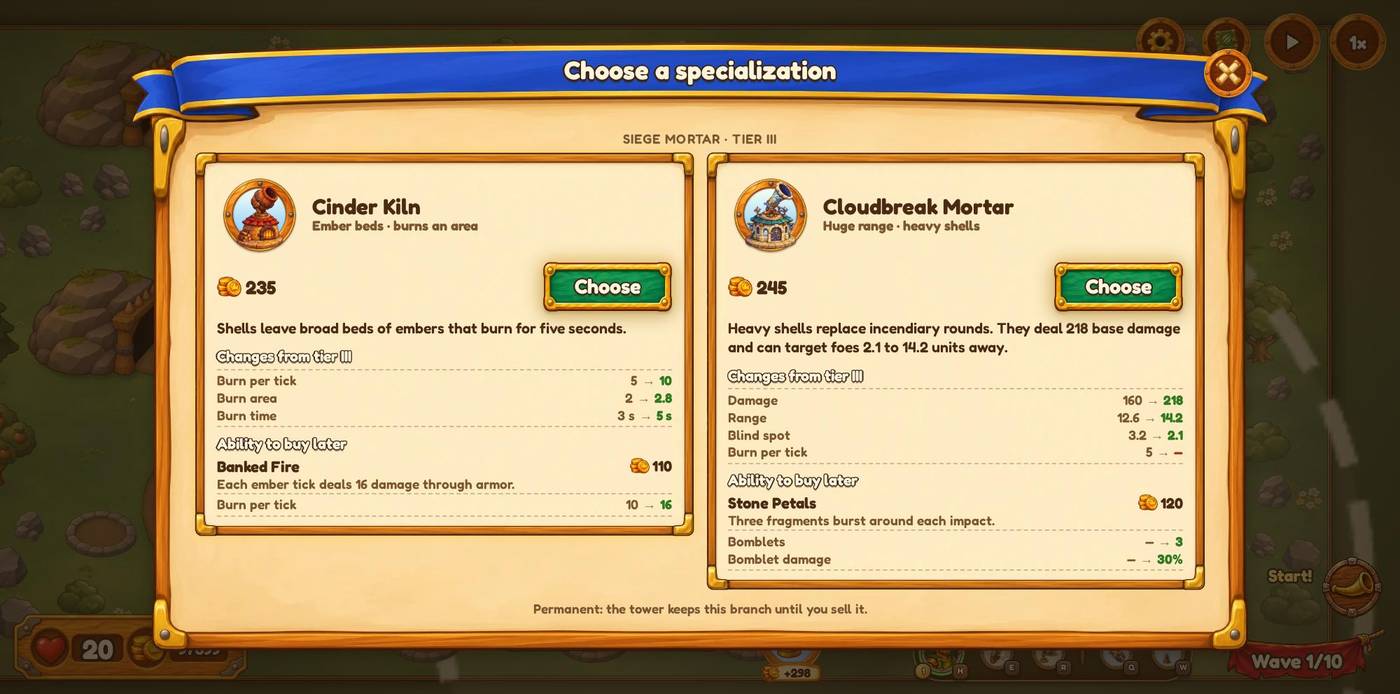 Choose a specialization
1x
SIEGE MORTAR · TIER III
Cinder Kiln
Ember beds · burns an area
235
Choose
Shells leave broad beds of embers that burn for five seconds.
Changes from tier III
Burn per tick 5 → 10
Burn area 2 → 2.8
Burn time 3 s → 5 s
Ability to buy later
Banked Fire 110
Each ember tick deals 16 damage through armor.
Burn per tick 10 → 16
Cloudbreak Mortar
Huge range · heavy shells
245
Choose
Heavy shells replace incendiary rounds. They deal 218 base damage
and can target foes 2.1 to 14.2 units away.
Changes from tier III
Damage 160 → 218
Range 12.6 → 14.2
Blind spot 3.2 → 2.1
Burn per tick 5 → –
Ability to buy later
Stone Petals 120
Three fragments burst around each impact.
Bomblets – → 3
Bomblet damage – → 30%
Permanent: the tower keeps this branch until you sell it.
Start!
20
+298
H
E
R
Q
W
Wave 1/10